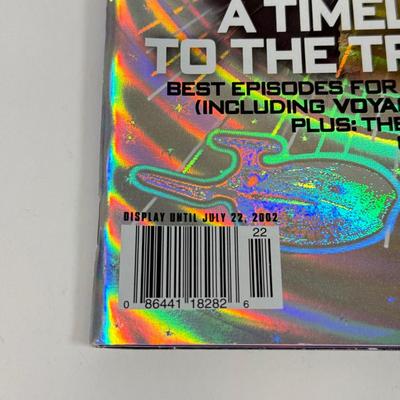 A TIMEL
TO THE TR
BEST EPISODES FOR
(INCLUDING VOYA
PLUS: THE
DISPLAY UNTIL JULY 22, 2002
22
0 86441 18282 6